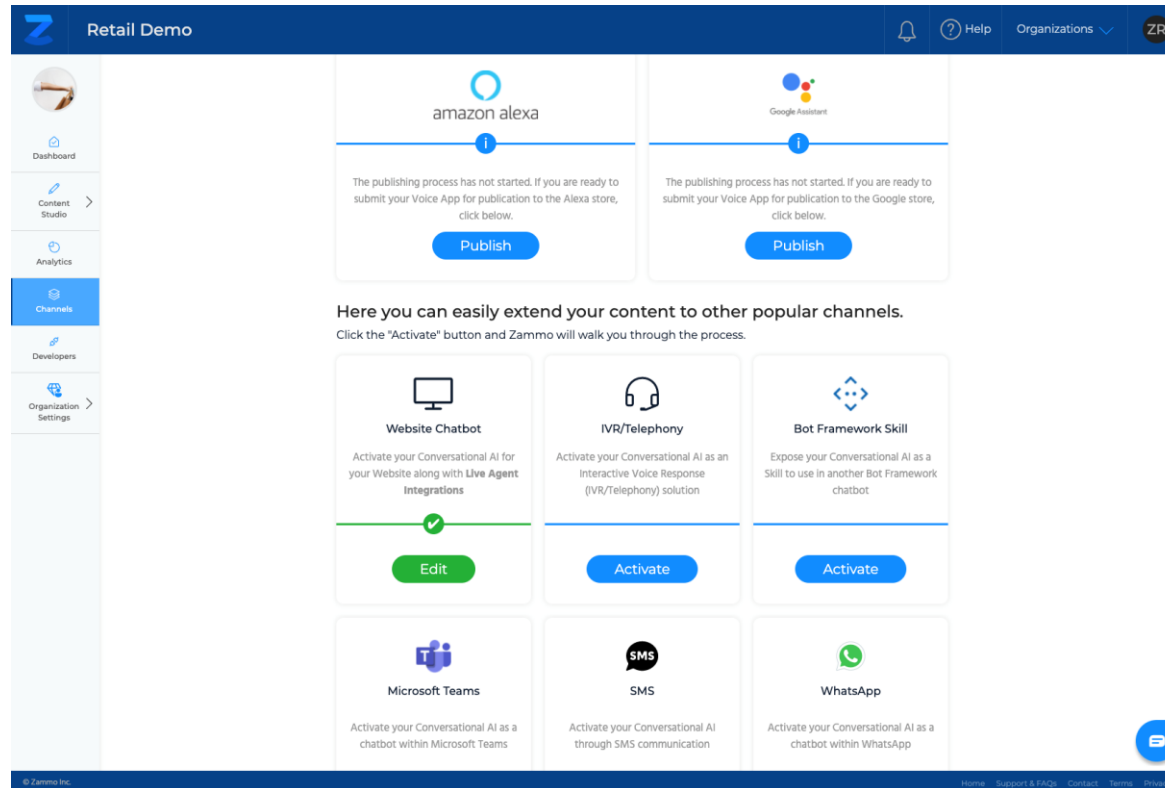 Z Retail Demo
? Help
Organizations
ZR
Dashboard
Content
Studio
Analytics
Channels
Developers
Organization
Settings
amazon alexa
i
The publishing process has not started. If you are ready to
submit your Voice App for publication to the Alexa store,
click below.
Publish
Google Assistant
i
The publishing process has not started. If you are ready to
submit your Voice App for publication to the Google store,
click below.
Publish
Here you can easily extend your content to other popular channels.
Click the "Activate" button and Zammo will walk you through the process.
Website Chatbot
Activate your Conversational AI for
your Website along with Live Agent
Integrations
Edit
IVR/Telephony
Activate your Conversational AI as an
Interactive Voice Response
(IVR/Telephony) solution
Activate
Bot Framework Skill
Expose your Conversational AI as a
Skill to use in another Bot Framework
chatbot
Activate
T
Microsoft Teams
Activate your Conversational AI as a
chatbot within Microsoft Teams
SMS
SMS
Activate your Conversational AI
through SMS communication
WhatsApp
Activate your Conversational AI as a
chatbot within WhatsApp
© Zammo Inc.
Home Support & FAQs Contact Terms